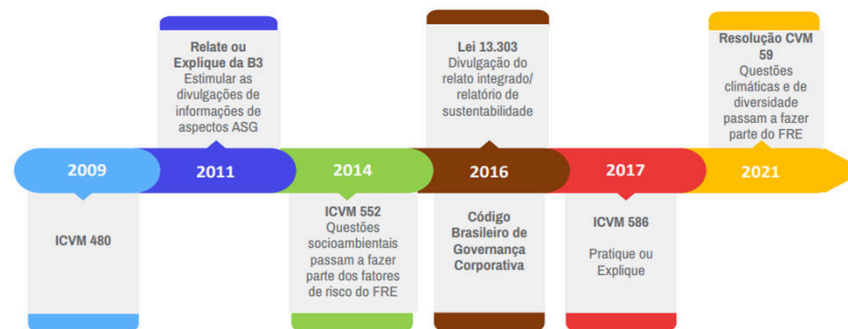 Relate ou
Explique da B3
Estimular as
divulgações de
informações de
aspectos ASG
Lei 13.303
Divulgação do
relato integrado/
relatório de
sustentabilidade
Resolução CVM
59
Questões
climáticas e de
diversidade
passam a fazer
parte do FRE
2009
2011
2014
2016
2017
2021
ICVM 480
ICVM 552
Questões
socioambientais
passam a fazer
parte dos fatores
de risco do FRE
Código
Brasileiro de
Governança
Corporativa
ICVM 586
Pratique ou
Explique